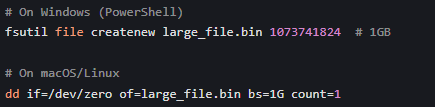 # On Windows (PowerShell)
fsutil file createnew large_file.bin 1073741824  # 1GB
# On macOS/Linux
dd if=/dev/zero of=large_file.bin bs=1G count=1